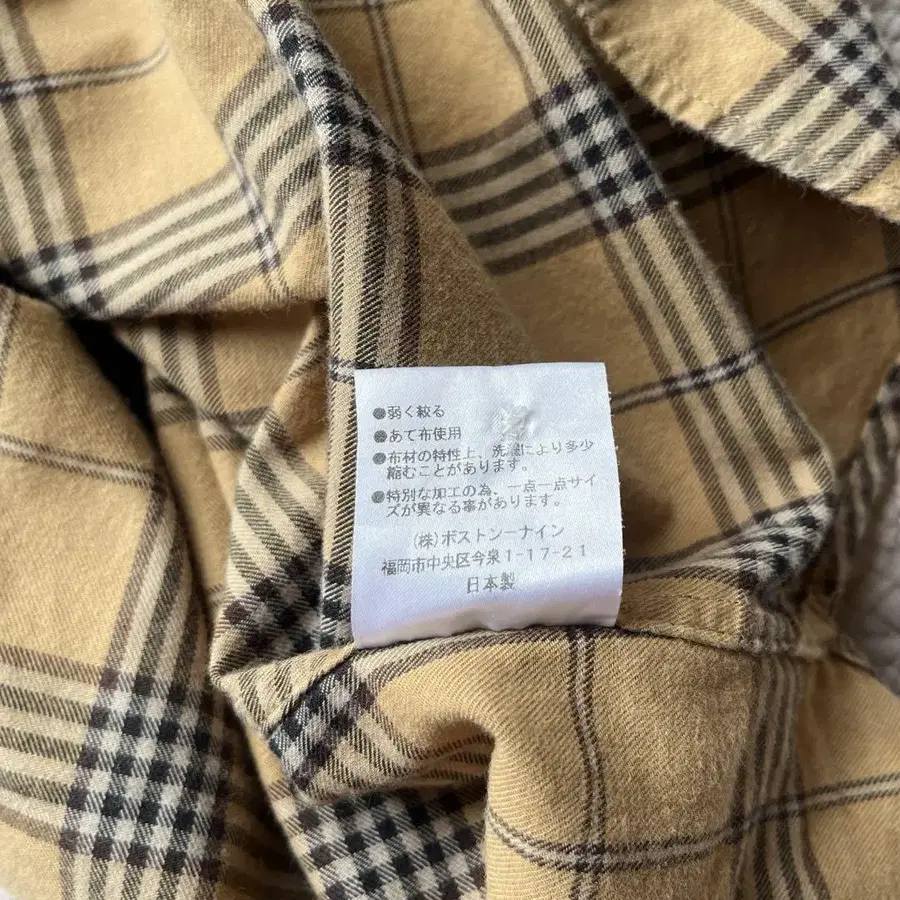 ●弱く絞る
●あて布使用
●布材の特性上、洗濯により多少
縮むことがあります。
●特別な加工の為、一点一点サイ
ズが異なる事があります。
(株)ボストンーナイン
福岡市中央区今泉1-17-21
日本製